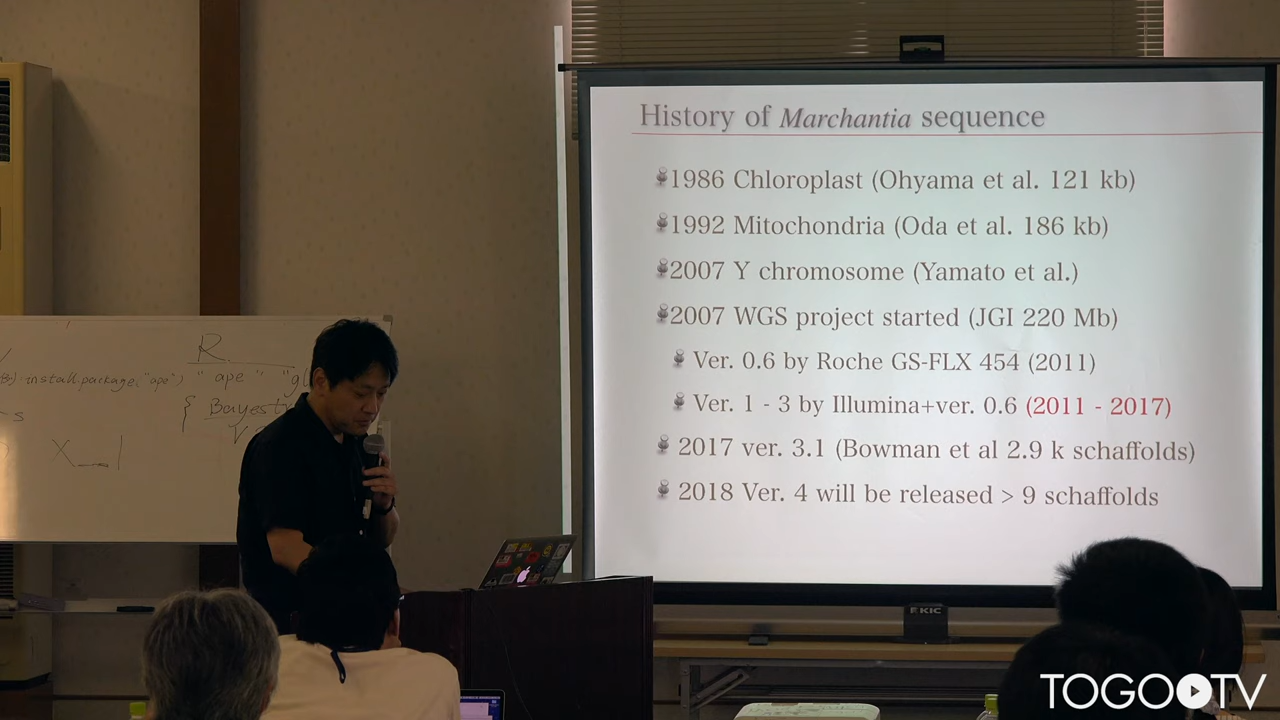 History of Marchantia sequence
1986 Chloroplast (Ohyama et al. 121 kb)
1992 Mitochondria (Oda et al. 186 kb)
2007 Y chromosome (Yamato et al.)
2007 WGS project started (JGI 220 Mb)
Ver. 0.6 by Roche GS-FLX 454 (2011)
Ver. 1 - 3 by Illumina+ver. 0.6 (2011 - 2017)
2017 ver. 3.1 (Bowman et al 2.9 k schaffolds)
2018 Ver. 4 will be released > 9 schaffolds
R
install.package("ape")
"ape"
X_1
KIC
TOGOTV